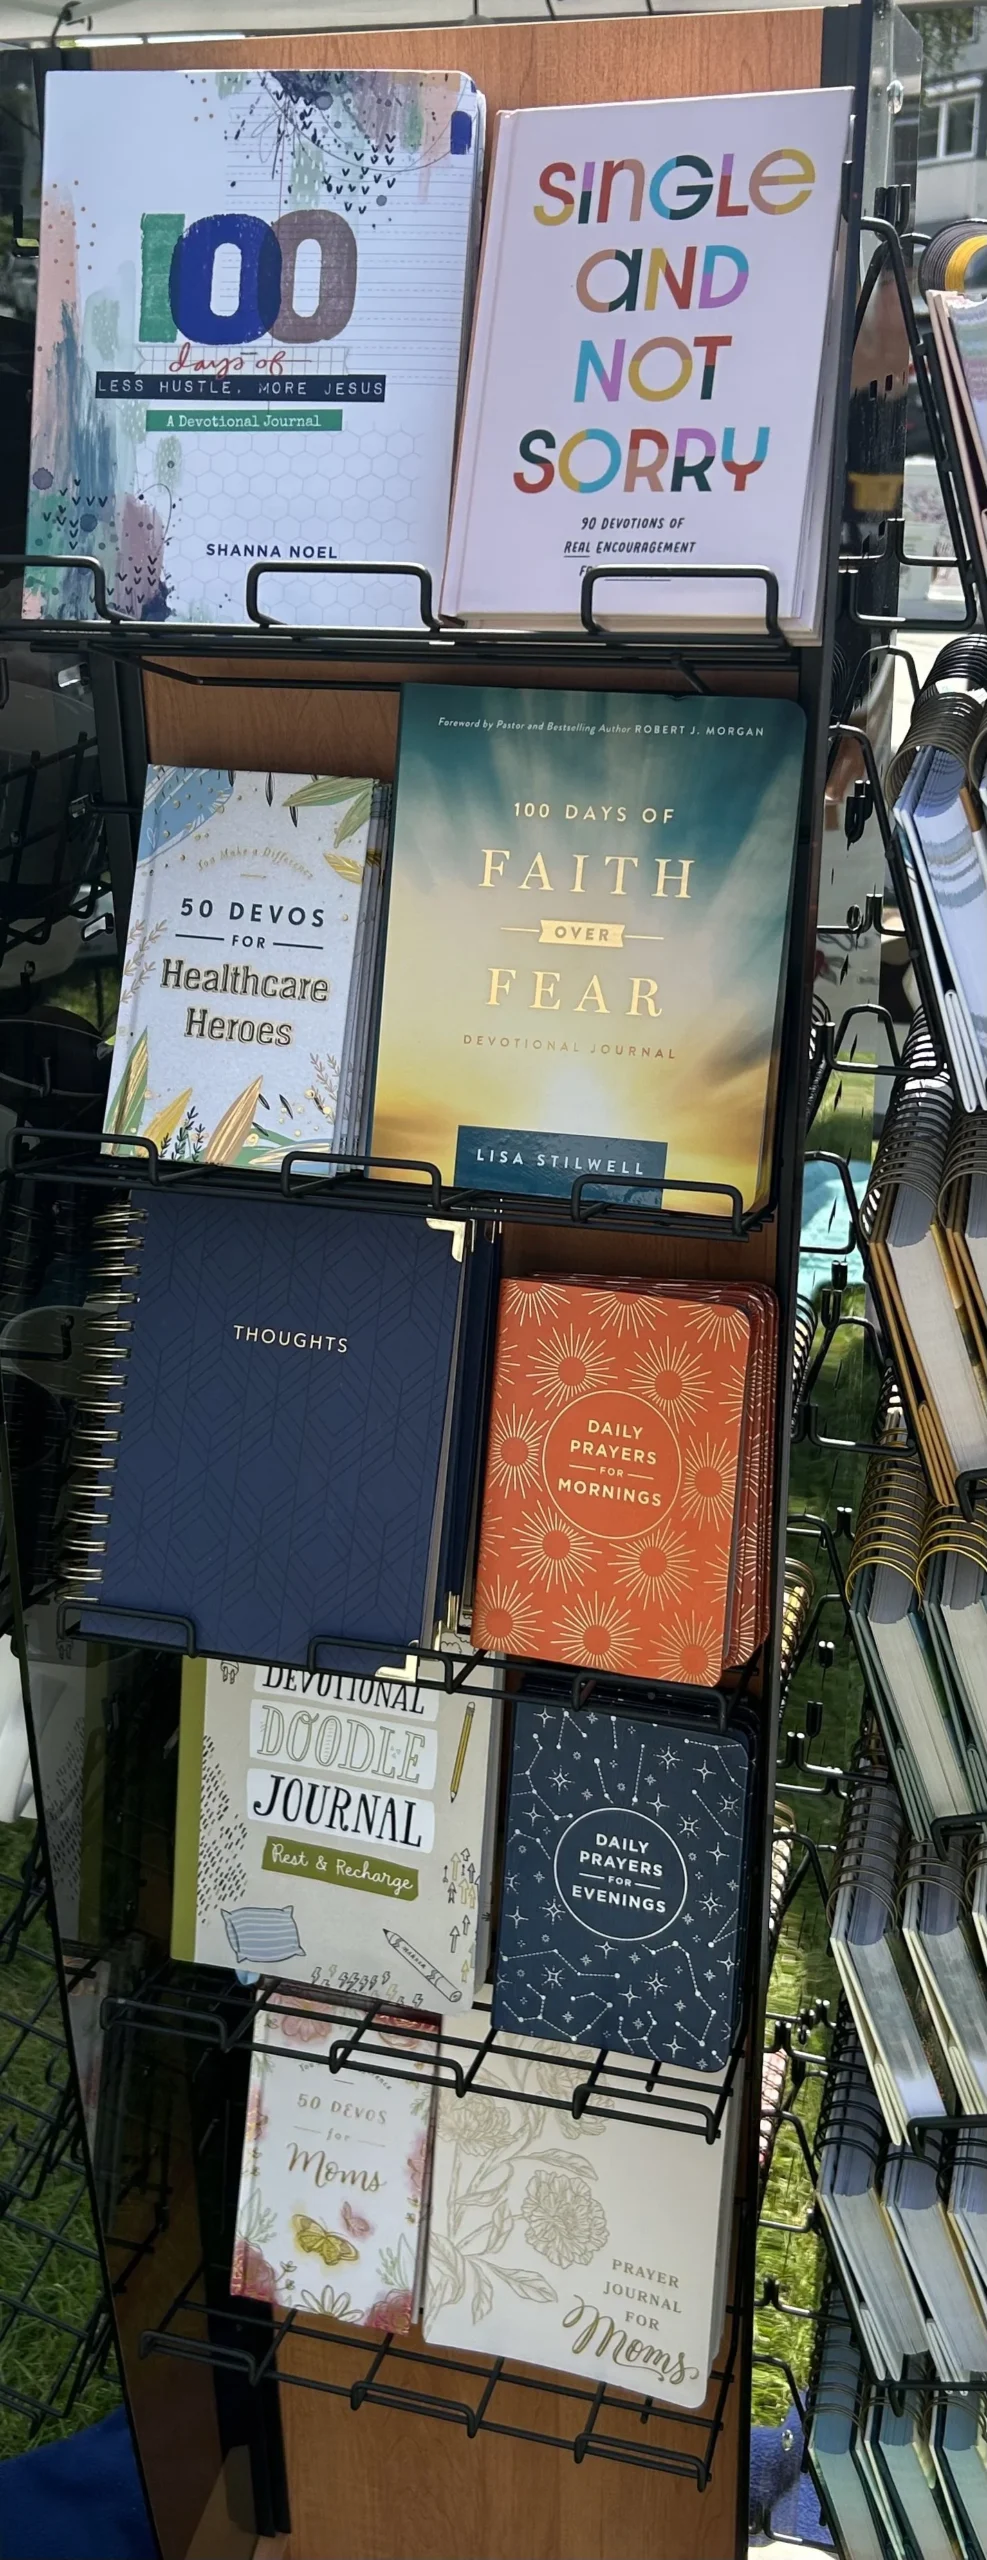 100
days of
LESS HUSTLE, MORE JESUS
A Devotional Journal
SHANNA NOEL
SINGLE
AND
NOT
SORRY
90 DEVOTIONS OF
REAL ENCOURAGEMENT
You Make a Difference
50 DEVOS
FOR
Healthcare
Heroes
Foreword by Pastor and Bestselling Author ROBERT J. MORGAN
100 DAYS OF
FAITH
OVER
FEAR
DEVOTIONAL JOURNAL
LISA STILWELL
THOUGHTS
DAILY
PRAYERS
FOR
MORNINGS
DEVOTIONAL
DOODLE
JOURNAL
Rest & Recharge
DAILY
PRAYERS
FOR
EVENINGS
50 DEVOS
for
Moms
PRAYER
JOURNAL
FOR
Moms